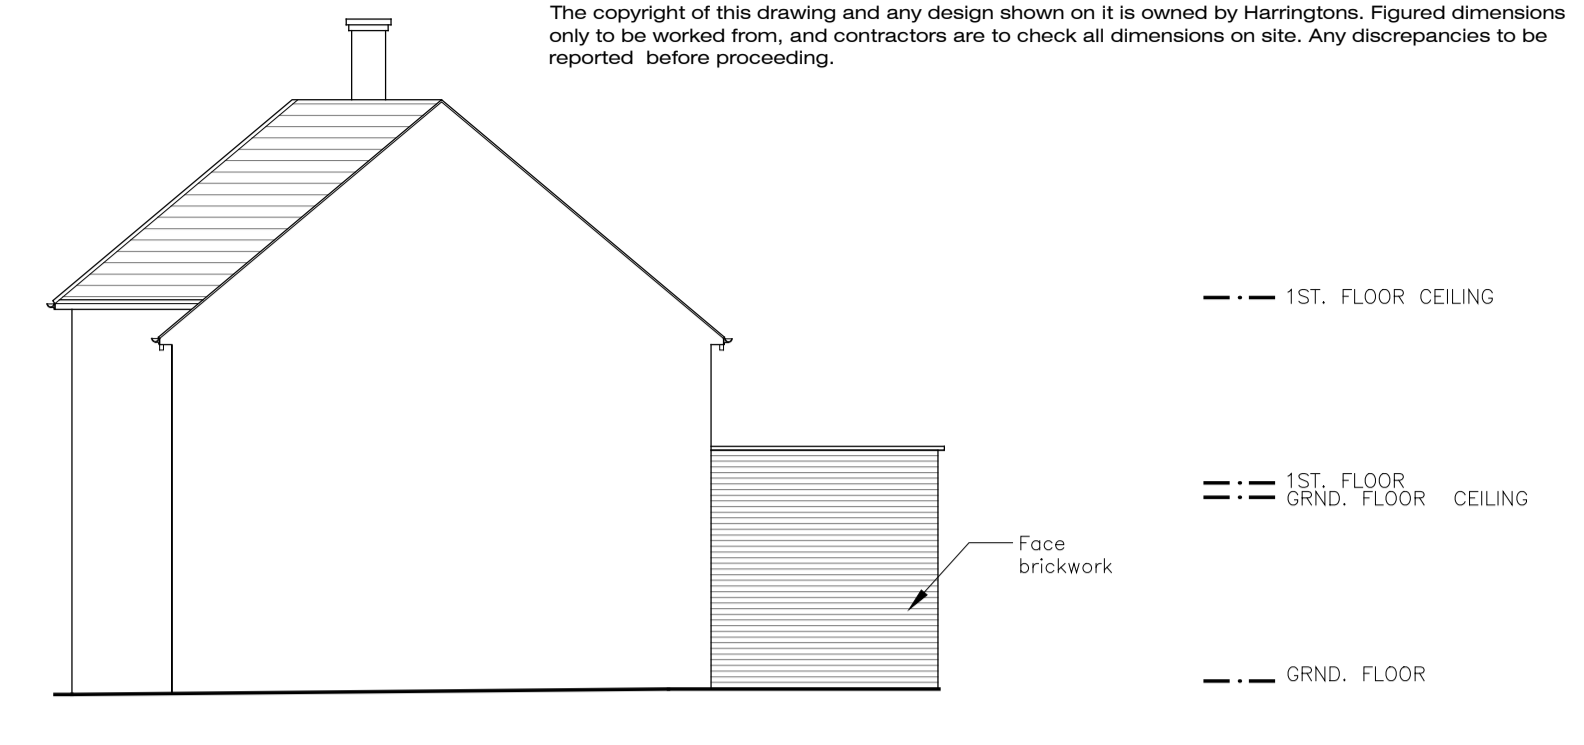 The copyright of this drawing and any design shown on it is owned by Harringtons. Figured dimensions
only to be worked from, and contractors are to check all dimensions on site. Any discrepancies to be
reported  before proceeding.
1ST. FLOOR CEILING
1ST. FLOOR
GRND. FLOOR CEILING
Face
brickwork
GRND. FLOOR